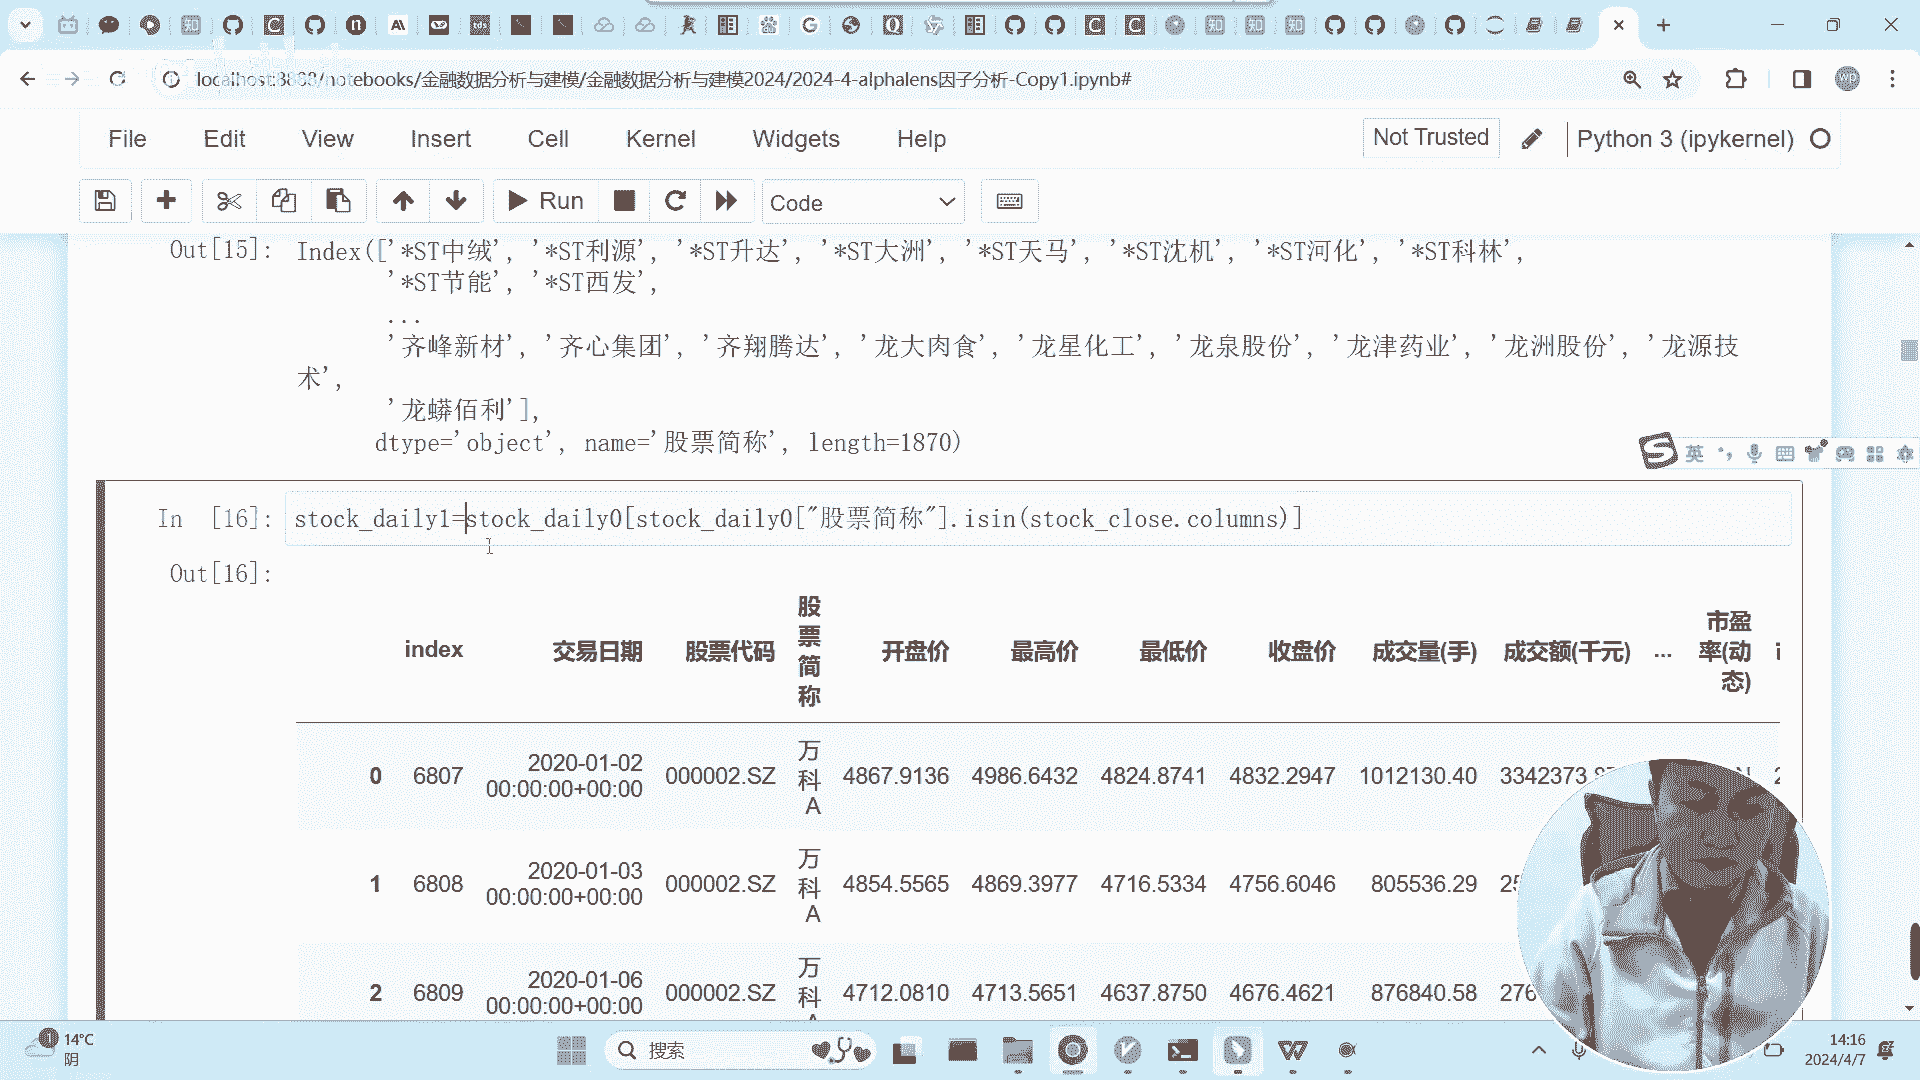 localhost:8888/notebooks/金融数据分析与建模/金融数据分析与建模2024/2024-4-alphalens因子分析-Copy1.ipynb#
File Edit View Insert Cell Kernel Widgets Help
Not Trusted
Python 3 (ipykernel)
Run
Code
Out[15]: Index(['*ST中绒', '*ST利源', '*ST升达', '*ST大洲', '*ST天马', '*ST沈机', '*ST河化', '*ST科林',
'*ST节能', '*ST西发',
...
'齐峰新材', '齐心集团', '齐翔腾达', '龙大肉食', '龙星化工', '龙泉股份', '龙津药业', '龙洲股份', '龙源技
术',
'龙蟒佰利'],
dtype='object', name='股票简称', length=1870)
英
In [16]: stock_daily1=stock_daily0[stock_daily0["股票简称"].isin(stock_close.columns)]
Out[16]:
index 交易日期 股票代码 股票简称 开盘价 最高价 最低价 收盘价 成交量(手) 成交额(千元) ... 市盈率(动态) i
0 6807 2020-01-02 00:00:00+00:00 000002.SZ 万科A 4867.9136 4986.6432 4824.8741 4832.2947 1012130.40
1 6808 2020-01-03 00:00:00+00:00 000002.SZ 万科A 4854.5565 4869.3977 4716.5334 4756.6046 805536.29
2 6809 2020-01-06 00:00:00+00:00 000002.SZ 万科A 4712.0810 4713.5651 4637.8750 4676.4621 876840.58
1
14°C
阴
搜索
14:16
2024/4/7